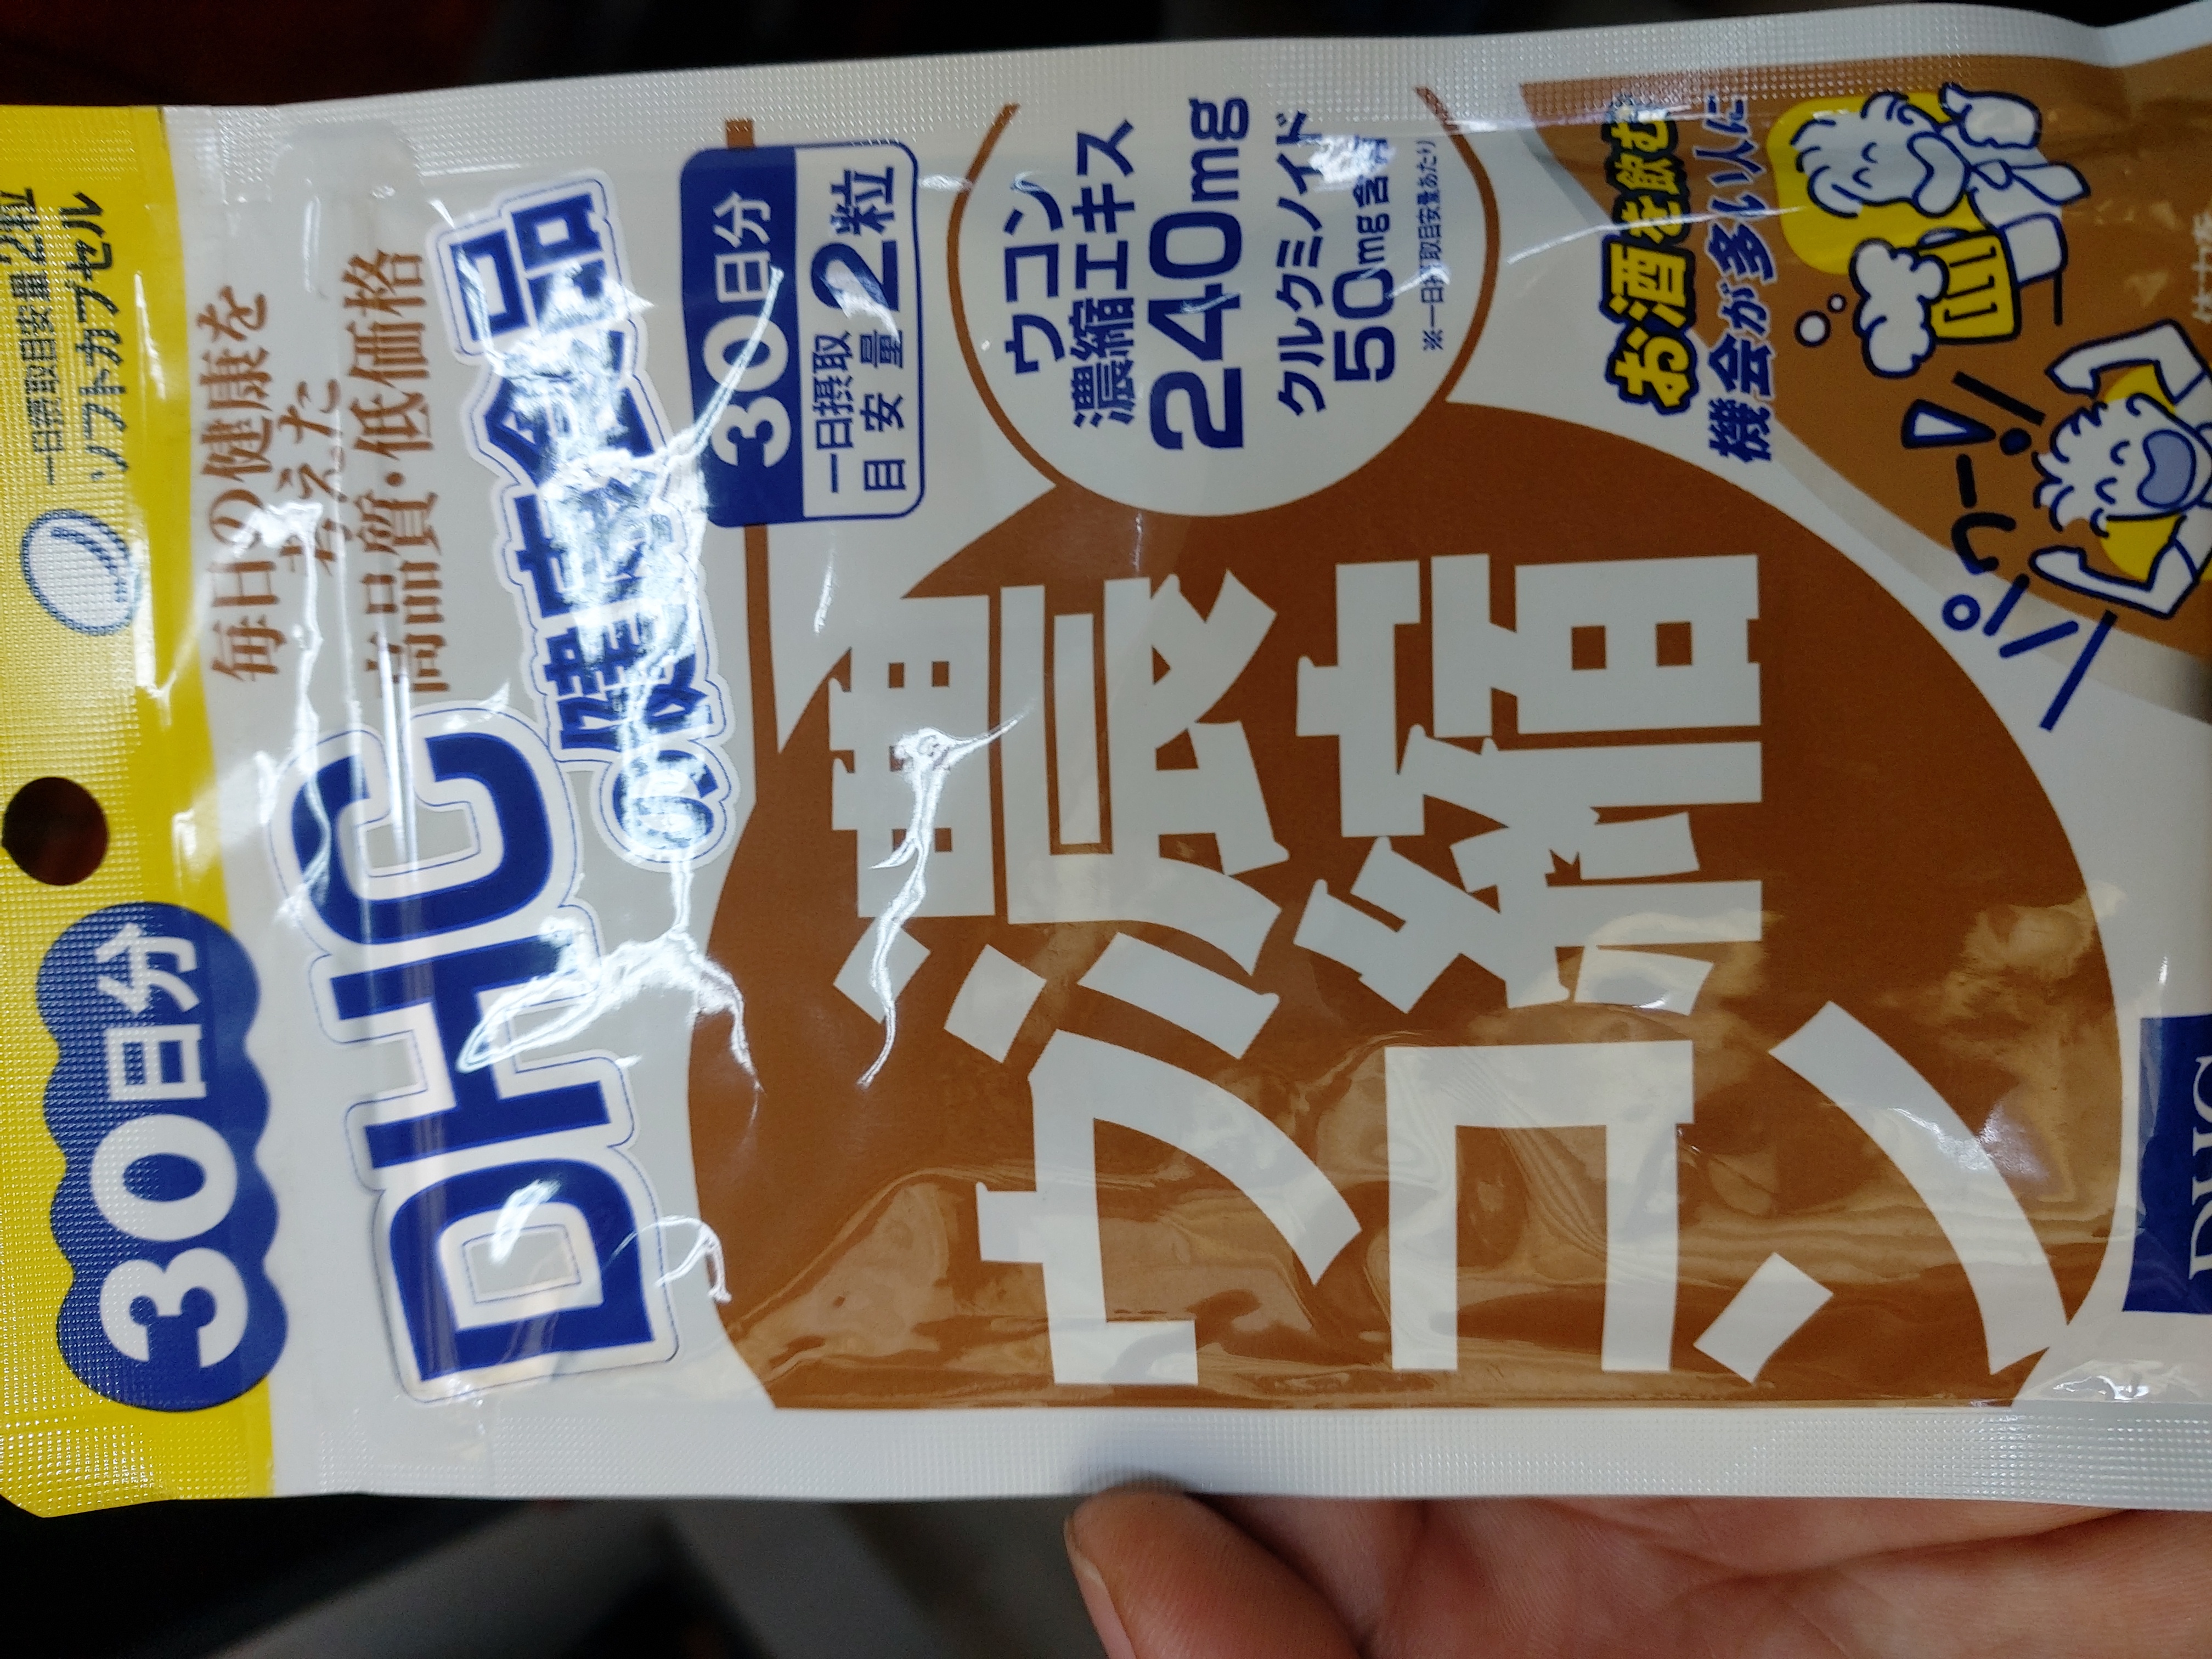 30日分
一日摂取目安量2粒
ソフトカプセル
毎日の健康を
考えた
高品質・低価格
DHC
の健康食品
30日分
一日摂取
目安量
2粒
濃縮
ウコン
ウコン
濃縮エキス
240mg
クルクミノイド
50mg含有
※一日摂取目安量あたり
お酒を飲む
機会が多い人に
パワー!
DHC